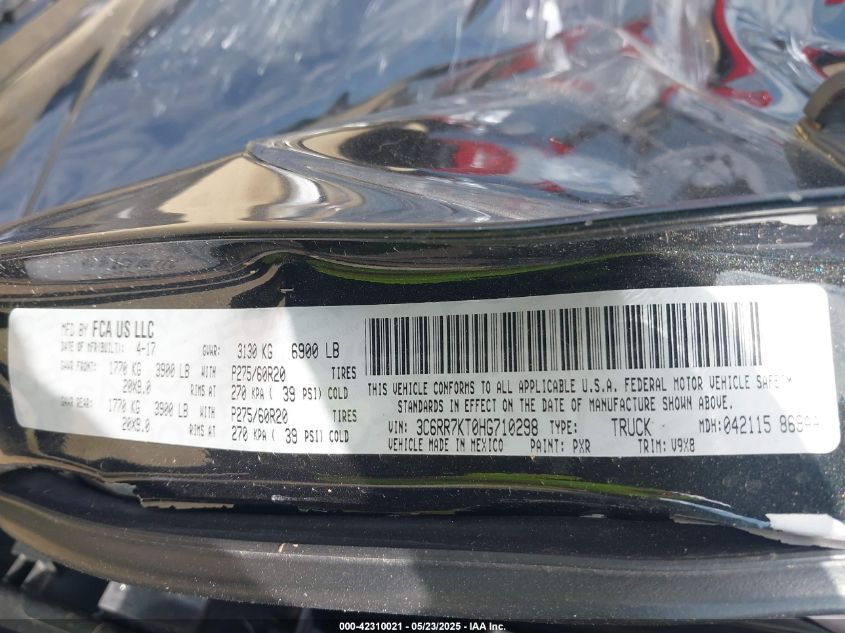 MFD BY FCA US LLC
DATE OF MFR(BUILT): 4-17 GVWR: 3130 KG 6900 LB
GAWR FRONT: 1770 KG 3900 LB WITH P275/60R20 TIRES
20X9.0 RIMS AT 270 KPA ( 39 PSI) COLD
GAWR REAR: 1770 KG 3900 LB WITH P275/60R20 TIRES
20X9.0 RIMS AT 270 KPA ( 39 PSI) COLD
THIS VEHICLE CONFORMS TO ALL APPLICABLE U.S.A. FEDERAL MOTOR VEHICLE SAFETY
STANDARDS IN EFFECT ON THE DATE OF MANUFACTURE SHOWN ABOVE.
VIN: 3C6RR7KT0HG710298 TYPE: TRUCK MDH: 042115
VEHICLE MADE IN MEXICO PAINT: PXR TRIM: V9X8
000-42310021 - 05/23/2025 - IAA Inc.